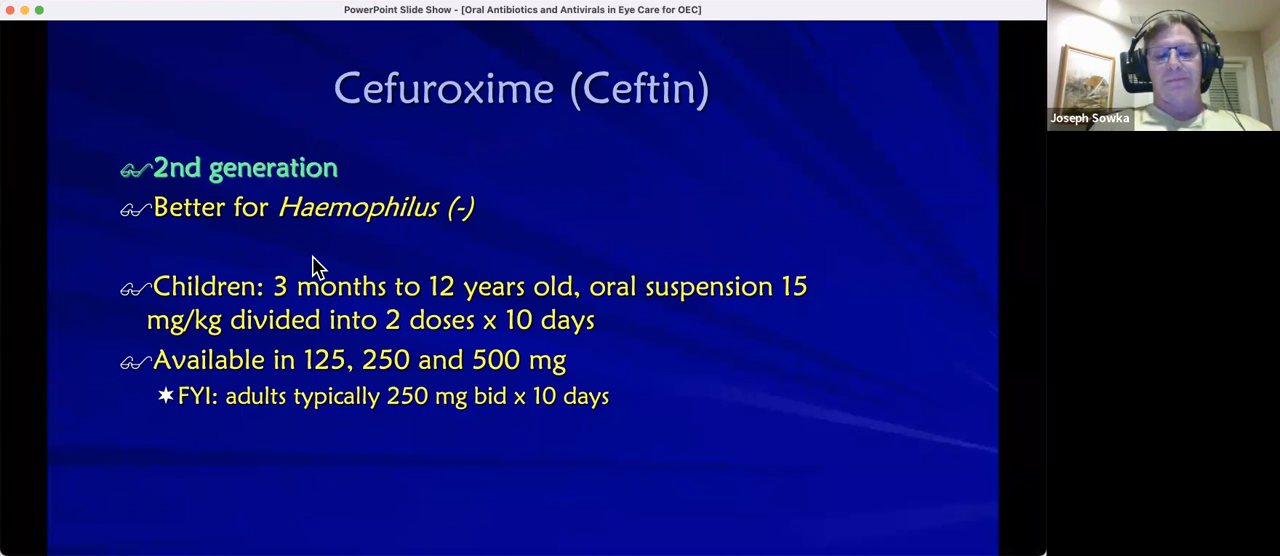 PowerPoint Slide Show - [Oral Antibiotics and Antivirals in Eye Care for OEC]
Cefuroxime (Ceftin)
2nd generation
Better for Haemophilus (-)
Children: 3 months to 12 years old, oral suspension 15
mg/kg divided into 2 doses x 10 days
Available in 125, 250 and 500 mg
FYI: adults typically 250 mg bid x 10 days
Joseph Sowka